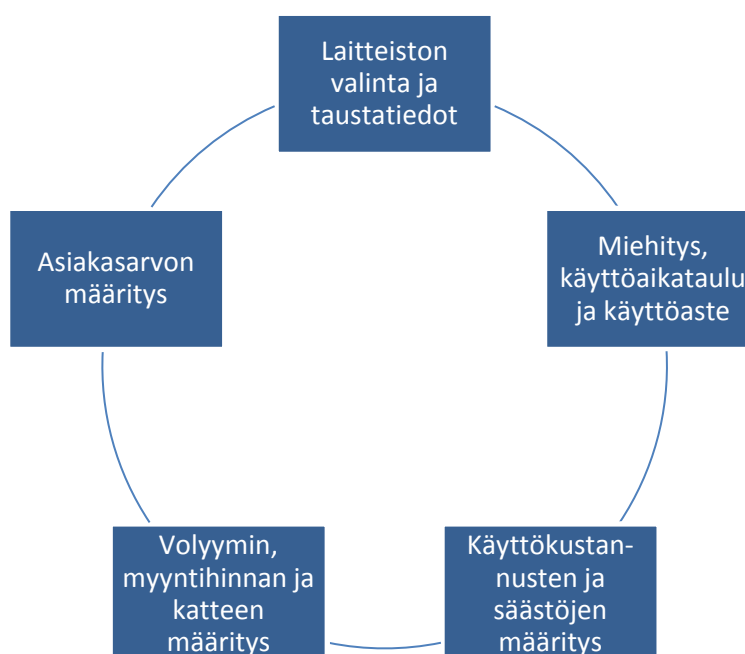 Laitteiston
valinta ja
taustatiedot
Miehitys,
käyttöaikataulu
ja käyttöaste
Käyttökustan-
nusten ja
säästöjen
määritys
Volyymin,
myyntihinnan ja
katteen
määritys
Asiakasarvon
määritys